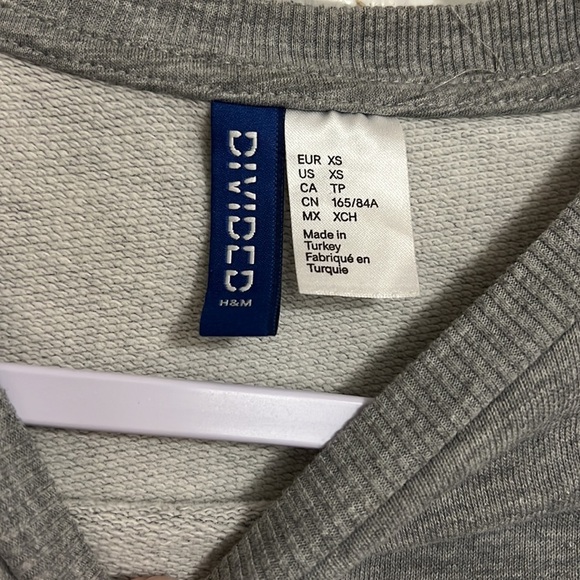 DIVIDED
H&M
EUR XS
US XS
CA TP
CN 165/84A
MX XCH
Made in
Turkey
Fabriqué en
Turquie